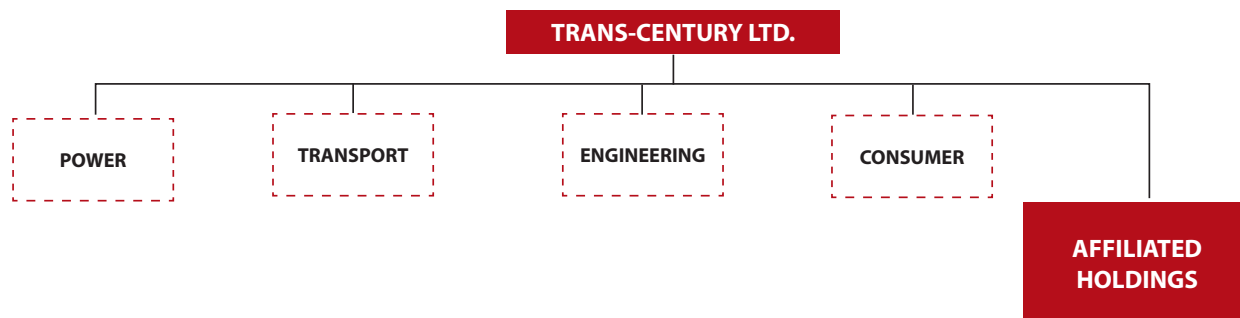 TRANS-CENTURY LTD.
POWER
TRANSPORT
ENGINEERING
CONSUMER
AFFILIATED
HOLDINGS